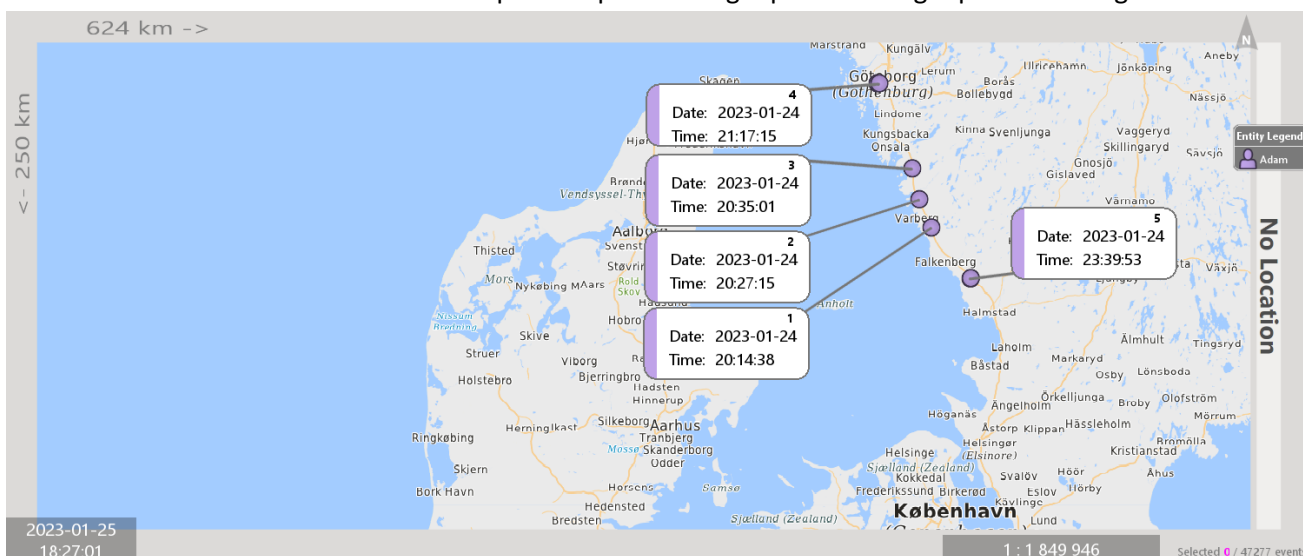 624 km ->
<- 250 km
N
Marstrand
Kungälv
Aneby
Skagen
Göteborg
(Gothenburg)
Lerum
Borås
Bollebygd
Ulricehamn
Jönköping
Nässjö
4
Date: 2023-01-24
Time: 21:17:15
Lindome
Kungsbacka
Onsala
Kinna
Svenljunga
Vaggeryd
Skillingaryd
Sävsjö
Gnosjö
Gislaved
Värnamo
Entity Legend
Adam
3
Date: 2023-01-24
Time: 20:35:01
Vendsyssel-Thy
Varberg
2
Date: 2023-01-24
Time: 20:27:15
5
Date: 2023-01-24
Time: 23:39:53
No Location
Aalborg
Thisted
Støvring
Mors
Nykøbing M
Aars
Rold
Skov
Hadsund
Hobro
Falkenberg
Växjö
Ljungby
Anholt
Halmstad
1
Date: 2023-01-24
Time: 20:14:38
Nissum
Bredning
Skive
Struer
Viborg
Bjerringbro
Holstebro
Hadsten
Hinnerup
Laholm
Båstad
Markaryd
Älmhult
Tingsryd
Osby
Lönsboda
Herning
Ikast
Silkeborg
Aarhus
Tranbjerg
Mossø
Skanderborg
Odder
Ringkøbing
Skjern
Bork Havn
Horsens
Hedensted
Bredsten
Samsø
Sjælland (Zealand)
Höganäs
Ängelholm
Örkelljunga
Broby
Olofström
Mörrum
Åstorp
Klippan
Hässleholm
Bromölla
Kristianstad
Helsingør
(Elsinore)
Helsinge
Sjælland (Zealand)
Kokkedal
Frederikssund
Birkerød
Svalöv
Höör
Åhus
Eslöv
Hörby
Kävlinge
Lund
København
2023-01-25
18:27:01
1 : 1 849 946
Selected 0 / 47277 event